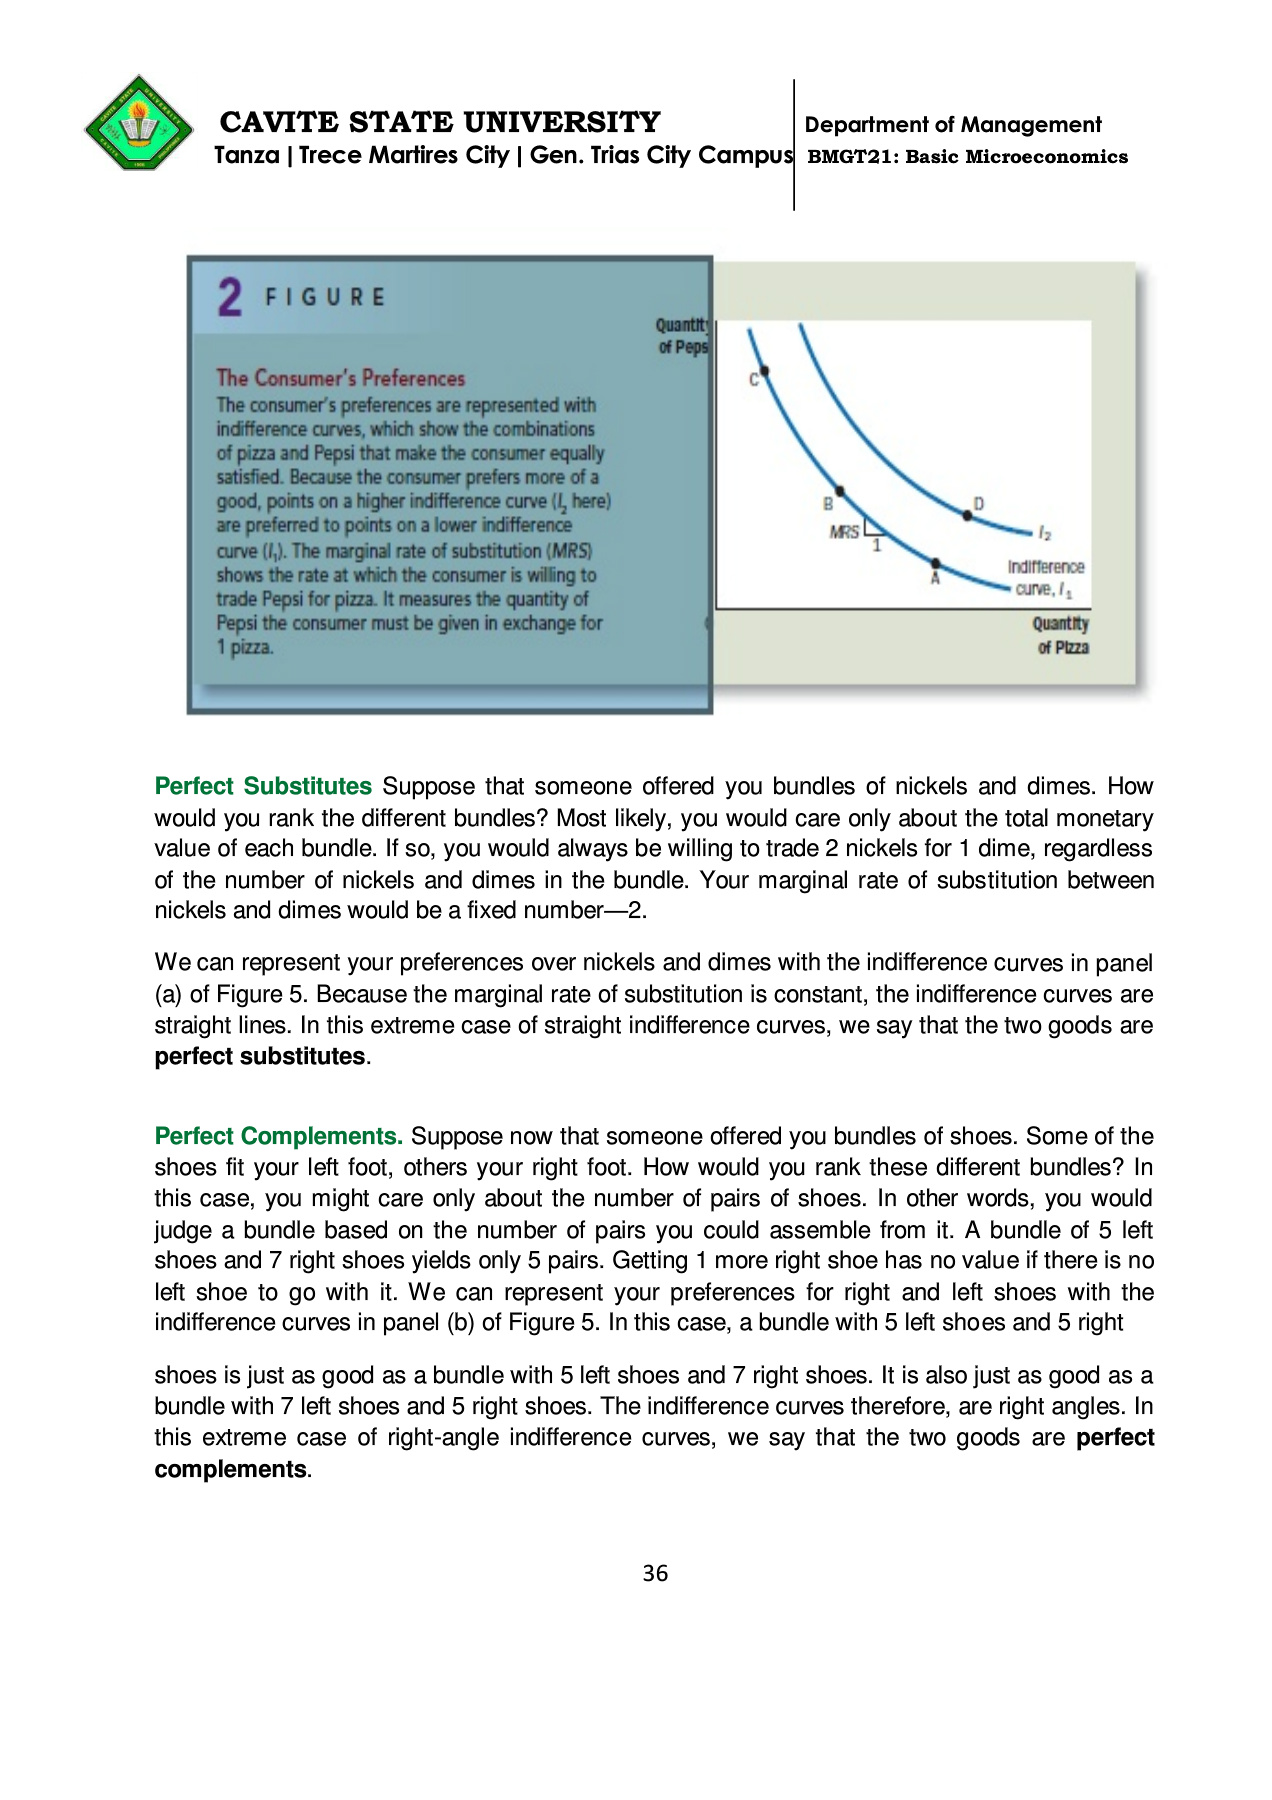 CAVITE STATE UNIVERSITY
Tanza | Trece Martires City | Gen. Trias City Campus
Department of Management
BMGT21: Basic Microeconomics
2 FIGURE
The Consumer's Preferences
The consumer's preferences are represented with
indifference curves, which show the combinations
of pizza and Pepsi that make the consumer equally
satisfied. Because the consumer prefers more of a
good, points on a higher indifference curve (I2 here)
are preferred to points on a lower indifference
curve (I1). The marginal rate of substitution (MRS)
shows the rate at which the consumer is willing to
trade Pepsi for pizza. It measures the quantity of
Pepsi the consumer must be given in exchange for
1 pizza.
Quantity
of Peps
C
B
D
MRS
1
A
I2
Indifference
curve, I1
Quantity
of Pizza
Perfect Substitutes Suppose that someone offered you bundles of nickels and dimes. How
would you rank the different bundles? Most likely, you would care only about the total monetary
value of each bundle. If so, you would always be willing to trade 2 nickels for 1 dime, regardless
of the number of nickels and dimes in the bundle. Your marginal rate of substitution between
nickels and dimes would be a fixed number—2.
We can represent your preferences over nickels and dimes with the indifference curves in panel
(a) of Figure 5. Because the marginal rate of substitution is constant, the indifference curves are
straight lines. In this extreme case of straight indifference curves, we say that the two goods are
perfect substitutes.
Perfect Complements. Suppose now that someone offered you bundles of shoes. Some of the
shoes fit your left foot, others your right foot. How would you rank these different bundles? In
this case, you might care only about the number of pairs of shoes. In other words, you would
judge a bundle based on the number of pairs you could assemble from it. A bundle of 5 left
shoes and 7 right shoes yields only 5 pairs. Getting 1 more right shoe has no value if there is no
left shoe to go with it. We can represent your preferences for right and left shoes with the
indifference curves in panel (b) of Figure 5. In this case, a bundle with 5 left shoes and 5 right
shoes is just as good as a bundle with 5 left shoes and 7 right shoes. It is also just as good as a
bundle with 7 left shoes and 5 right shoes. The indifference curves therefore, are right angles. In
this extreme case of right-angle indifference curves, we say that the two goods are perfect
complements.
36